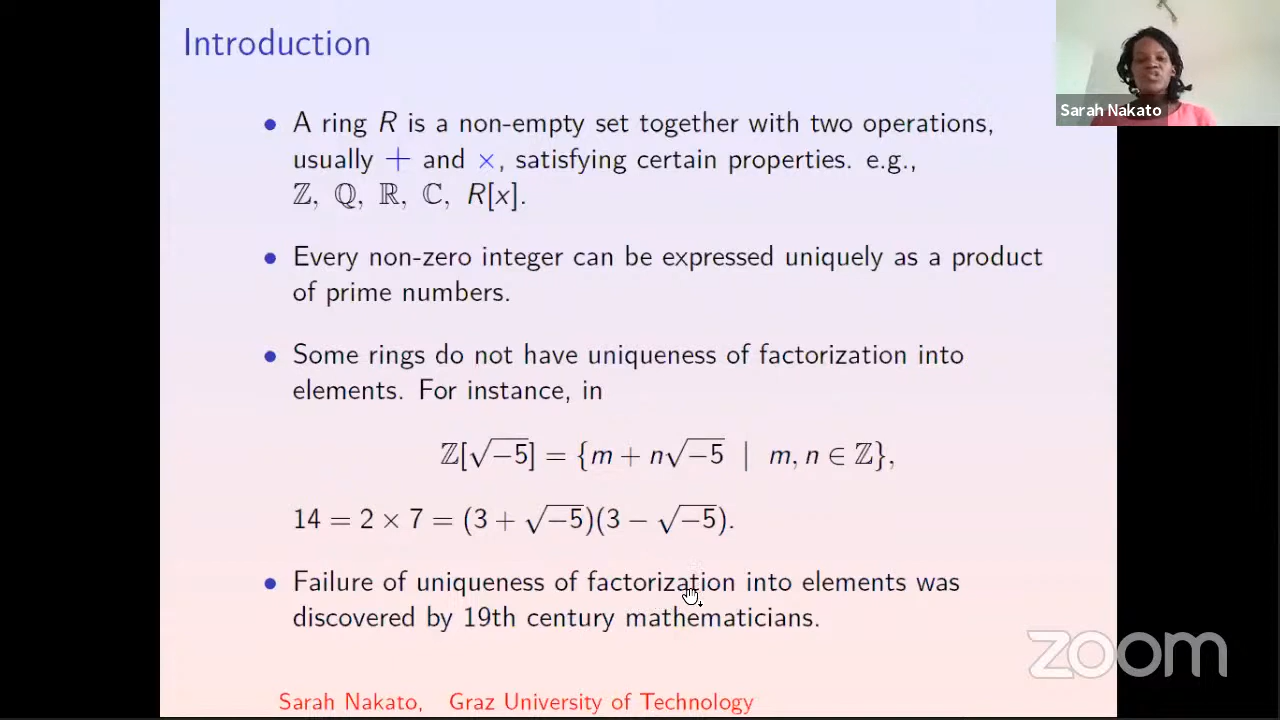 Introduction
Sarah Nakato
• A ring R is a non-empty set together with two operations,
usually + and ×, satisfying certain properties. e.g.,
ℤ, ℚ, ℝ, ℂ, R[x].
• Every non-zero integer can be expressed uniquely as a product
of prime numbers.
• Some rings do not have uniqueness of factorization into
elements. For instance, in
ℤ[√−5] = {m + n√−5 | m, n ∈ ℤ},
14 = 2 × 7 = (3 + √−5)(3 − √−5).
• Failure of uniqueness of factorization into elements was
discovered by 19th century mathematicians.
zoom
Sarah Nakato, Graz University of Technology